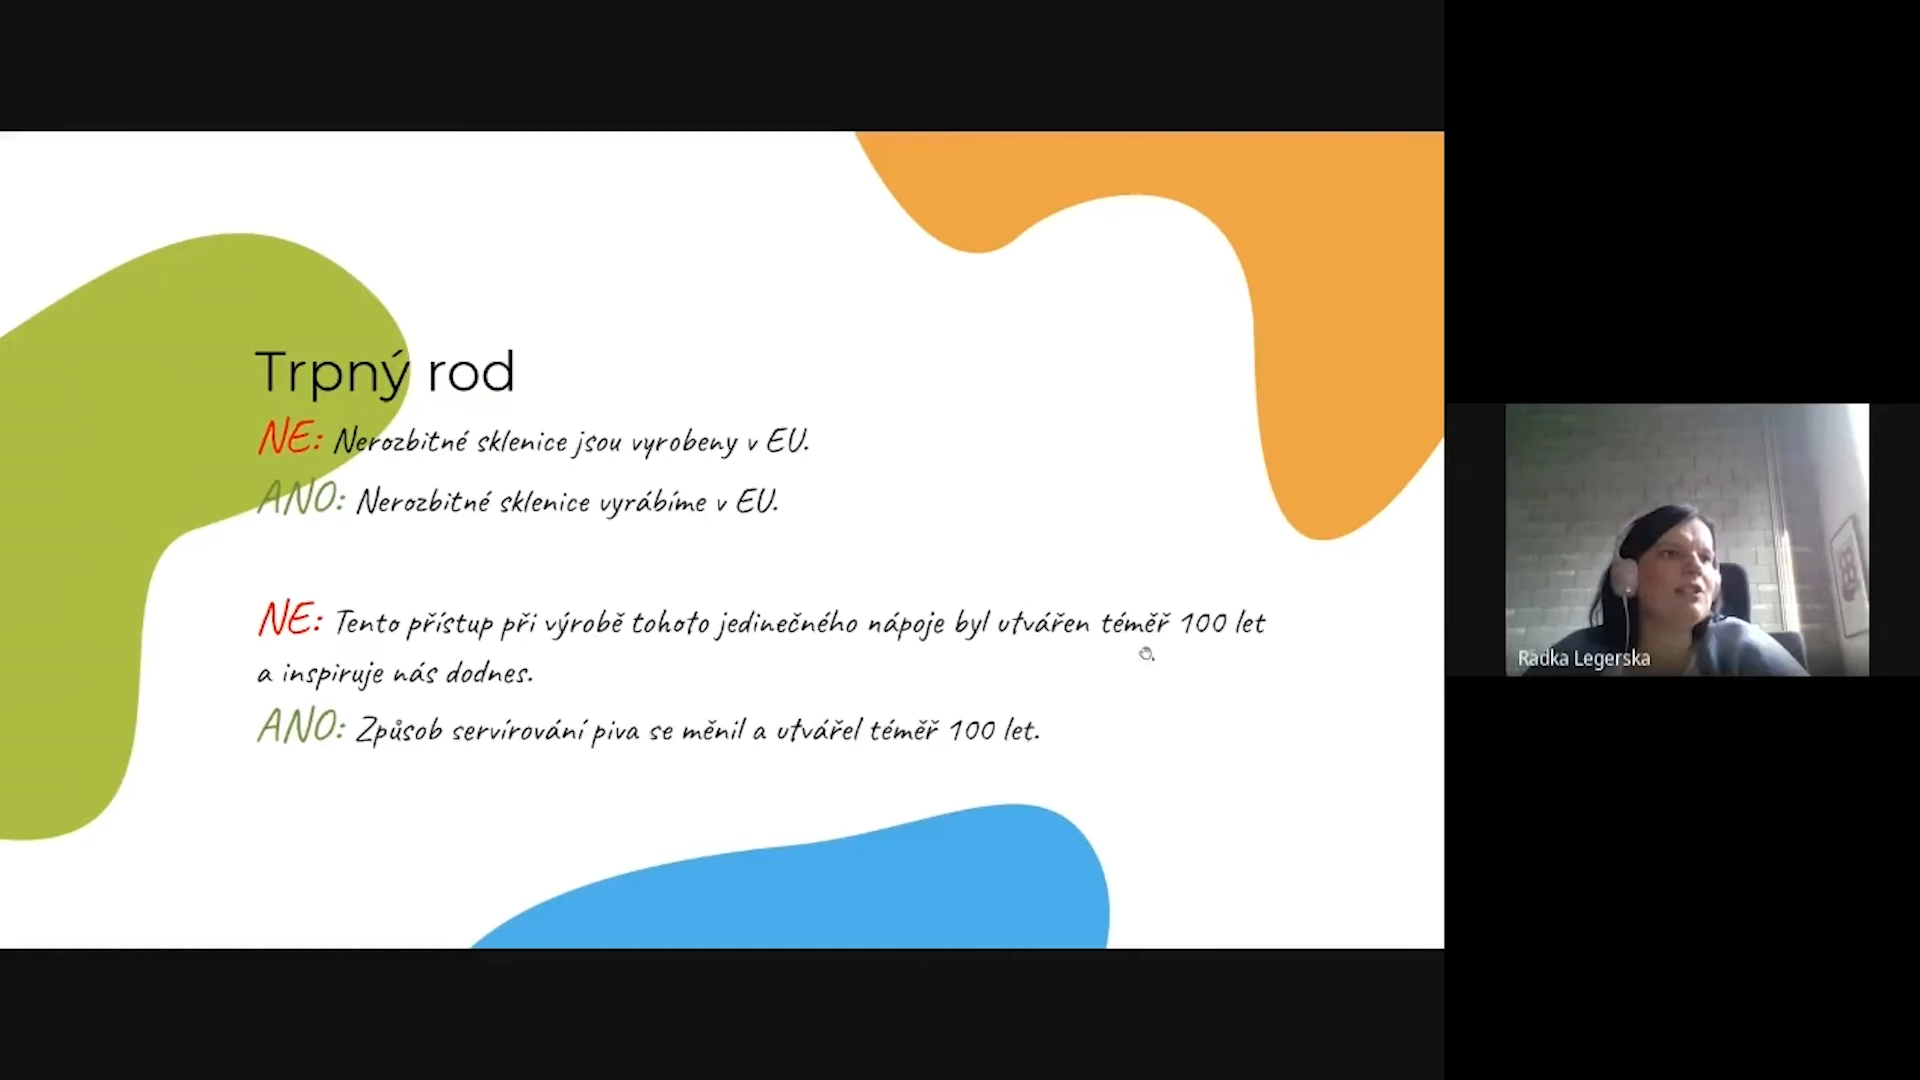 Trpný rod
NE: Nerozbitné sklenice jsou vyrobeny v EU.
ANO: Nerozbitné sklenice vyrábíme v EU.
NE: Tento přístup při výrobě tohoto jedinečného nápoje byl utvářen téměř 100 let
a inspiruje nás dodnes.
ANO: Způsob servírování piva se měnil a utvářel téměř 100 let.
Radka Legerska